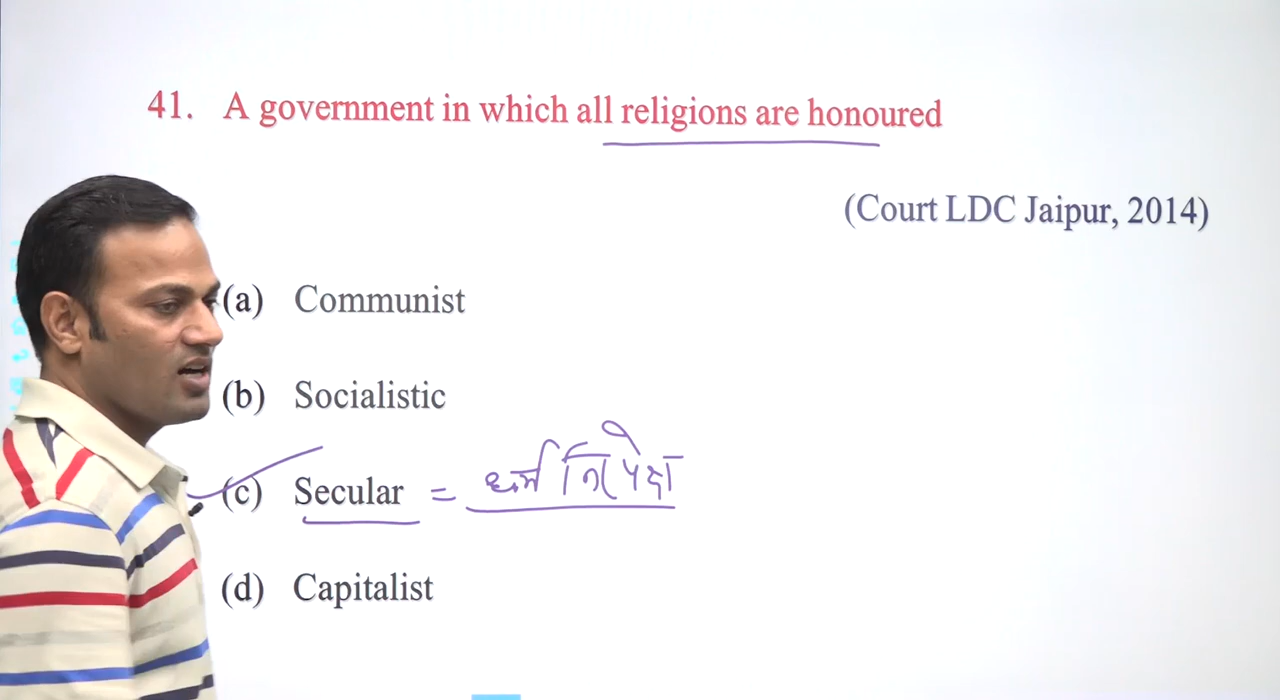 41. A government in which all religions are honoured
(Court LDC Jaipur, 2014)
(a) Communist
(b) Socialistic
(c) Secular = धर्म निरपेक्ष
(d) Capitalist